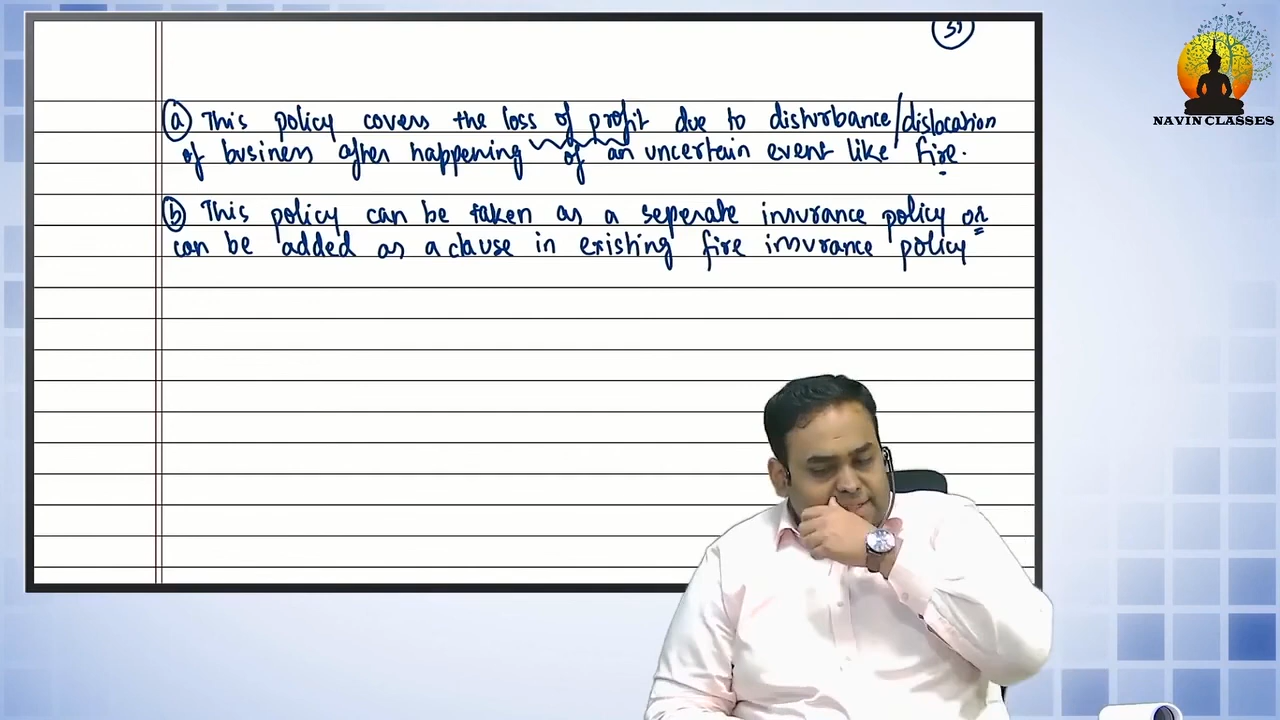 NAVIN CLASSES
(a) This policy covers the loss of profit due to disturbance/dislocation
of business after happening of an uncertain event like fire.
(b) This policy can be taken as a seperate insurance policy or
can be added as a clause in existing fire insurance policy